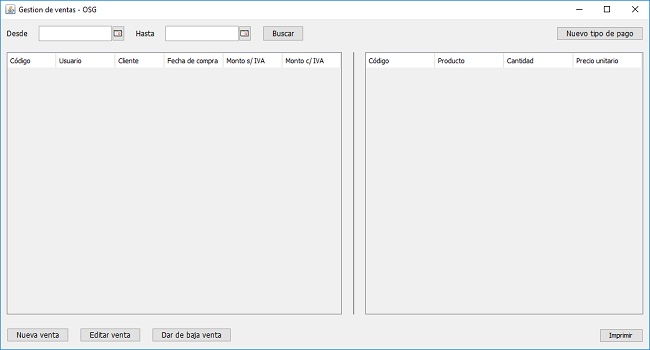 Gestion de ventas - OSG
Desde Hasta Buscar Nuevo tipo de pago
Código Usuario Cliente Fecha de compra Monto s/ IVA Monto c/ IVA Código Producto Cantidad Precio unitario
Nueva venta Editar venta Dar de baja venta Imprimir